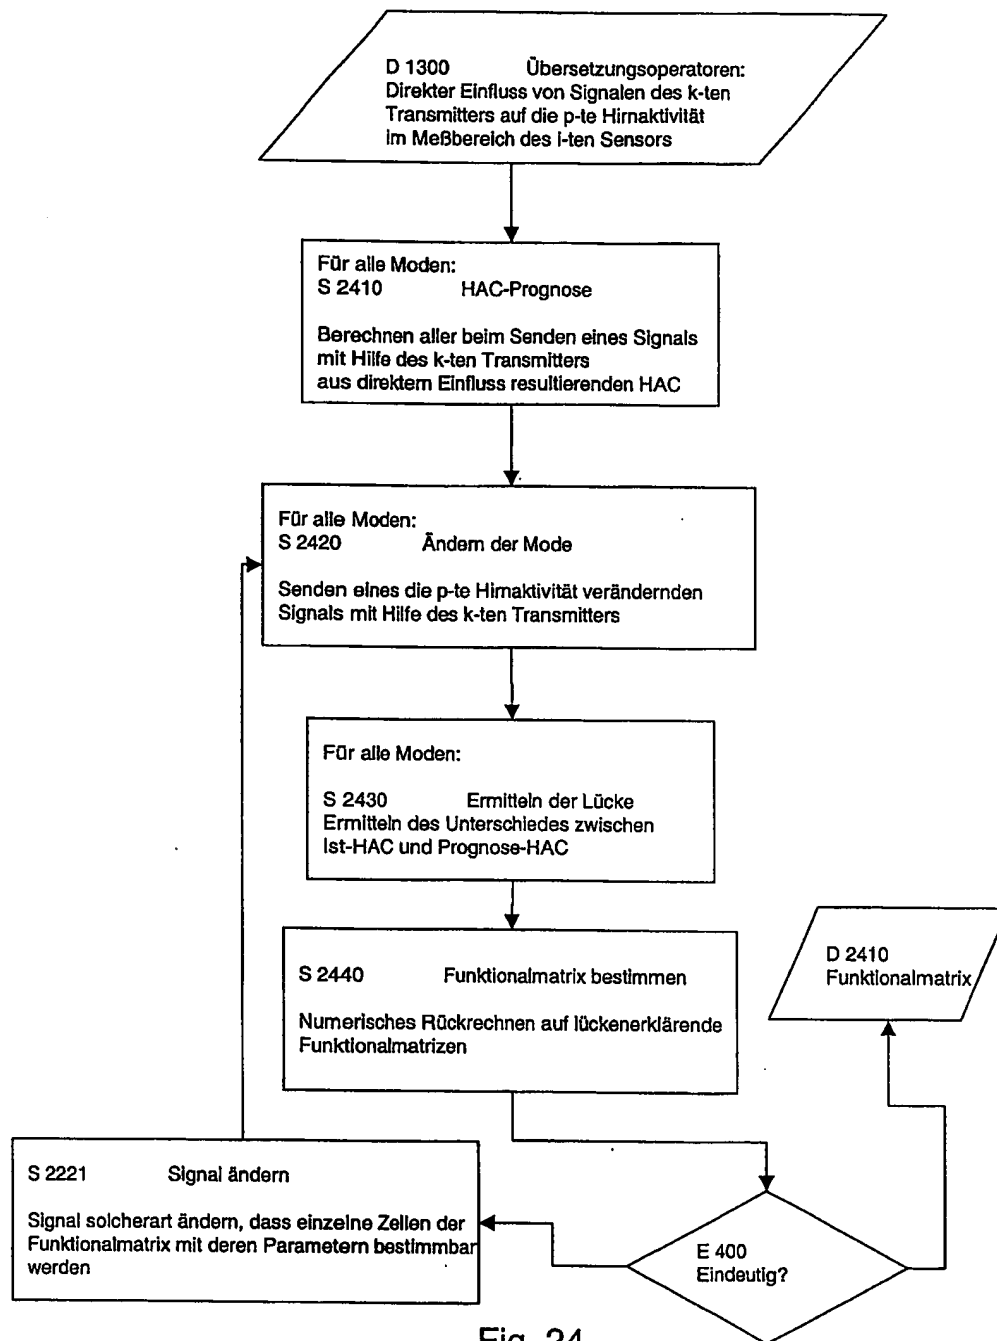 D 1300 Übersetzungsoperatoren:
Direkter Einfluss von Signalen des k-ten
Transmitters auf die p-te Hirnaktivität
im Meßbereich des l-ten Sensors
Für alle Moden:
S 2410 HAC-Prognose
Berechnen aller beim Senden eines Signals
mit Hilfe des k-ten Transmitters
aus direktem Einfluss resultierenden HAC
Für alle Moden:
S 2420 Ändern der Mode
Senden eines die p-te Hirnaktivität verändernden
Signals mit Hilfe des k-ten Transmitters
Für alle Moden:
S 2430 Ermitteln der Lücke
Ermitteln des Unterschiedes zwischen
Ist-HAC und Prognose-HAC
S 2440 Funktionalmatrix bestimmen
Numerisches Rückrechnen auf lückenerklärende
Funktionalmatrizen
D 2410
Funktionalmatrix
S 2221 Signal ändern
Signal solcherart ändern, dass einzelne Zellen der
Funktionalmatrix mit deren Parametern bestimmbar
werden
E 400
Eindeutig?
Fig. 24